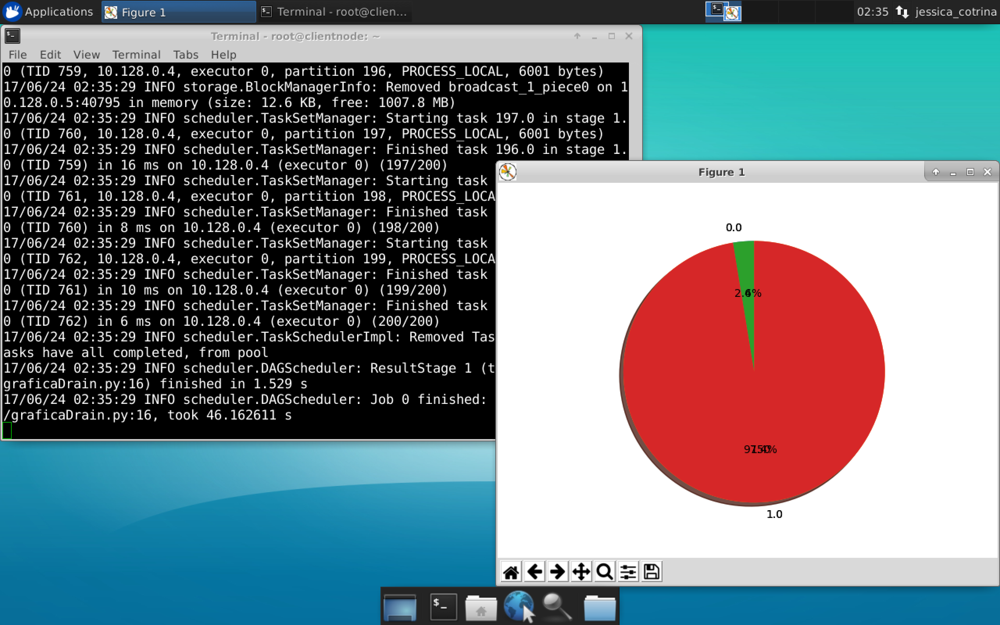 Applications
Figure 1
Terminal - root@clien...
02:35
jessica_cotrina
Terminal - root@clientnode: ~
File Edit View Terminal Tabs Help
0 (TID 759, 10.128.0.4, executor 0, partition 196, PROCESS_LOCAL, 6001 bytes)
17/06/24 02:35:29 INFO storage.BlockManagerInfo: Removed broadcast_1_piece0 on 1
0.128.0.5:40795 in memory (size: 12.6 KB, free: 1007.8 MB)
17/06/24 02:35:29 INFO scheduler.TaskSetManager: Starting task 197.0 in stage 1.
0 (TID 760, 10.128.0.4, executor 0, partition 197, PROCESS_LOCAL, 6001 bytes)
17/06/24 02:35:29 INFO scheduler.TaskSetManager: Finished task 196.0 in stage 1.
0 (TID 759) in 16 ms on 10.128.0.4 (executor 0) (197/200)
17/06/24 02:35:29 INFO scheduler.TaskSetManager: Starting task
0 (TID 761, 10.128.0.4, executor 0, partition 198, PROCESS_LOCA
17/06/24 02:35:29 INFO scheduler.TaskSetManager: Finished task
0 (TID 760) in 8 ms on 10.128.0.4 (executor 0) (198/200)
17/06/24 02:35:29 INFO scheduler.TaskSetManager: Starting task
0 (TID 762, 10.128.0.4, executor 0, partition 199, PROCESS_LOCA
17/06/24 02:35:29 INFO scheduler.TaskSetManager: Finished task
0 (TID 761) in 10 ms on 10.128.0.4 (executor 0) (199/200)
17/06/24 02:35:29 INFO scheduler.TaskSetManager: Finished task
0 (TID 762) in 6 ms on 10.128.0.4 (executor 0) (200/200)
17/06/24 02:35:29 INFO scheduler.TaskSchedulerImpl: Removed Tas
asks have all completed, from pool
17/06/24 02:35:29 INFO scheduler.DAGScheduler: ResultStage 1 (t
graficaDrain.py:16) finished in 1.529 s
17/06/24 02:35:29 INFO scheduler.DAGScheduler: Job 0 finished:
/graficaDrain.py:16, took 46.162611 s
Figure 1
0.0
1.0